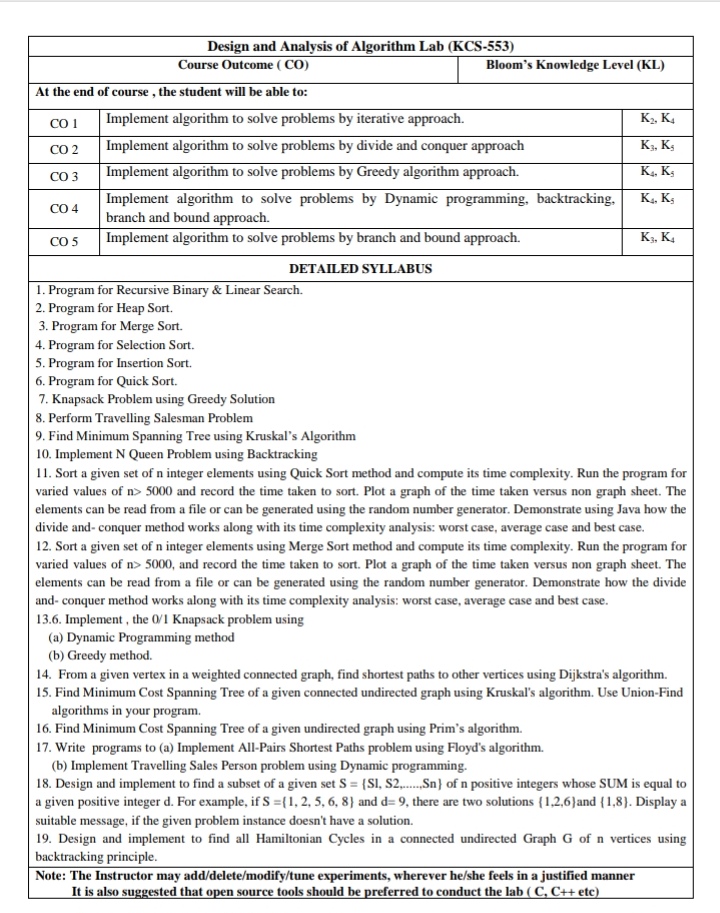 Design and Analysis of Algorithm Lab (KCS-553)
Course Outcome ( CO) Bloom's Knowledge Level (KL)
At the end of course , the student will be able to:
CO 1 Implement algorithm to solve problems by iterative approach. K2, K4
CO 2 Implement algorithm to solve problems by divide and conquer approach K3, K5
CO 3 Implement algorithm to solve problems by Greedy algorithm approach. K4, K5
CO 4 Implement algorithm to solve problems by Dynamic programming, backtracking, K4, K5
branch and bound approach.
CO 5 Implement algorithm to solve problems by branch and bound approach. K3, K4
DETAILED SYLLABUS
1. Program for Recursive Binary & Linear Search.
2. Program for Heap Sort.
3. Program for Merge Sort.
4. Program for Selection Sort.
5. Program for Insertion Sort.
6. Program for Quick Sort.
7. Knapsack Problem using Greedy Solution
8. Perform Travelling Salesman Problem
9. Find Minimum Spanning Tree using Kruskal's Algorithm
10. Implement N Queen Problem using Backtracking
11. Sort a given set of n integer elements using Quick Sort method and compute its time complexity. Run the program for
varied values of n> 5000 and record the time taken to sort. Plot a graph of the time taken versus non graph sheet. The
elements can be read from a file or can be generated using the random number generator. Demonstrate using Java how the
divide and- conquer method works along with its time complexity analysis: worst case, average case and best case.
12. Sort a given set of n integer elements using Merge Sort method and compute its time complexity. Run the program for
varied values of n> 5000, and record the time taken to sort. Plot a graph of the time taken versus non graph sheet. The
elements can be read from a file or can be generated using the random number generator. Demonstrate how the divide
and- conquer method works along with its time complexity analysis: worst case, average case and best case.
13.6. Implement , the 0/1 Knapsack problem using
(a) Dynamic Programming method
(b) Greedy method.
14. From a given vertex in a weighted connected graph, find shortest paths to other vertices using Dijkstra's algorithm.
15. Find Minimum Cost Spanning Tree of a given connected undirected graph using Kruskal's algorithm. Use Union-Find
algorithms in your program.
16. Find Minimum Cost Spanning Tree of a given undirected graph using Prim's algorithm.
17. Write programs to (a) Implement All-Pairs Shortest Paths problem using Floyd's algorithm.
(b) Implement Travelling Sales Person problem using Dynamic programming.
18. Design and implement to find a subset of a given set S = {Sl, S2,.....,Sn} of n positive integers whose SUM is equal to
a given positive integer d. For example, if S ={1, 2, 5, 6, 8} and d= 9, there are two solutions {1,2,6}and {1,8}. Display a
suitable message, if the given problem instance doesn't have a solution.
19. Design and implement to find all Hamiltonian Cycles in a connected undirected Graph G of n vertices using
backtracking principle.
Note: The Instructor may add/delete/modify/tune experiments, wherever he/she feels in a justified manner
It is also suggested that open source tools should be preferred to conduct the lab ( C, C++ etc)